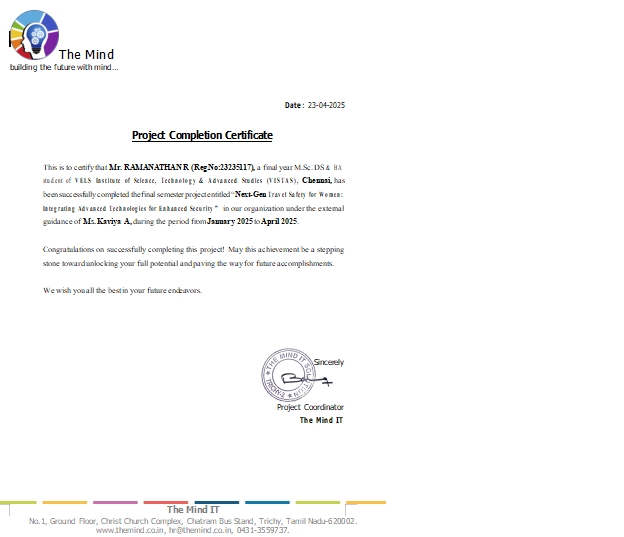 The Mind
building the future with mind...
Date : 23-04-2025
Project Completion Certificate
This is to certify that Mr. RAMANATHAN R (Reg No:23235117), a final year M.Sc. DS & BA
student of VELS Institute of Science, Technology & Advanced Studies (VISTAS), Chennai, has
been successfully completed the final semester project entitled "Next-Gen Travel Safety for Women:
Integrating Advanced Technologies for Enhanced Security" in our organization under the external
guidance of Ms. Kaviya A, during the period from January 2025 to April 2025.
Congratulations on successfully completing this project! May this achievement be a stepping
stone toward unlocking your full potential and paving the way for future accomplishments.
We wish you all the best in your future endeavors.
Sincerely
THE MIND IT SOL
TRICHY-2
Project Coordinator
The Mind IT
The Mind IT
No.1, Ground Floor, Christ Church Complex, Chatram Bus Stand, Trichy, Tamil Nadu-620002.
www.themind.co.in, hr@themind.co.in, 0431-3559737.